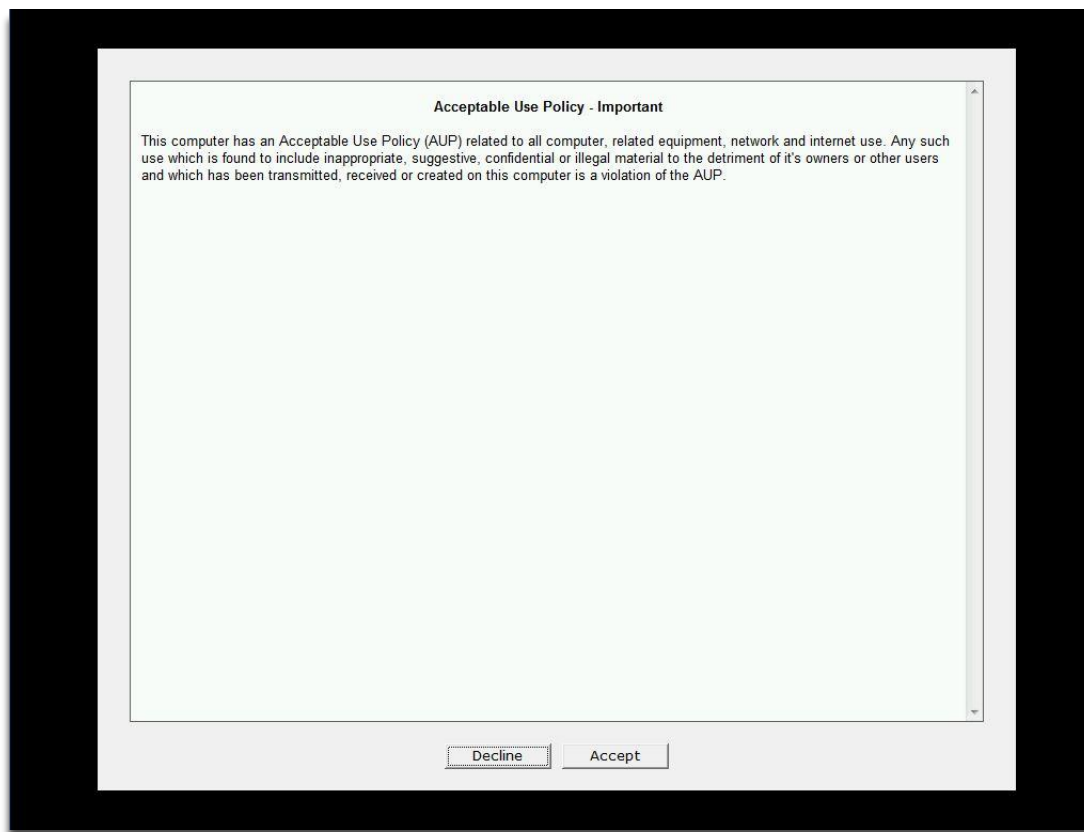 Acceptable Use Policy - Important
This computer has an Acceptable Use Policy (AUP) related to all computer, related equipment, network and internet use. Any such
use which is found to include inappropriate, suggestive, confidential or illegal material to the detriment of it's owners or other users
and which has been transmitted, received or created on this computer is a violation of the AUP.
Decline Accept